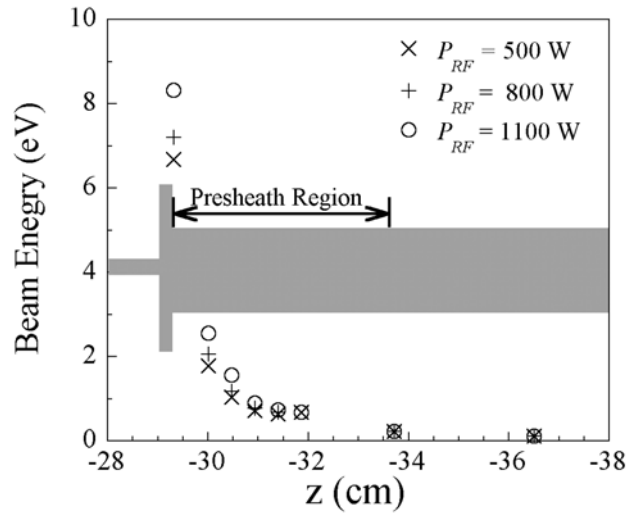 10
8
6
4
2
0
Beam Enegry (eV)
× P_RF = 500 W
+ P_RF = 800 W
○ P_RF = 1100 W
Presheath Region
-28 -30 -32 -34 -36 -38
z (cm)